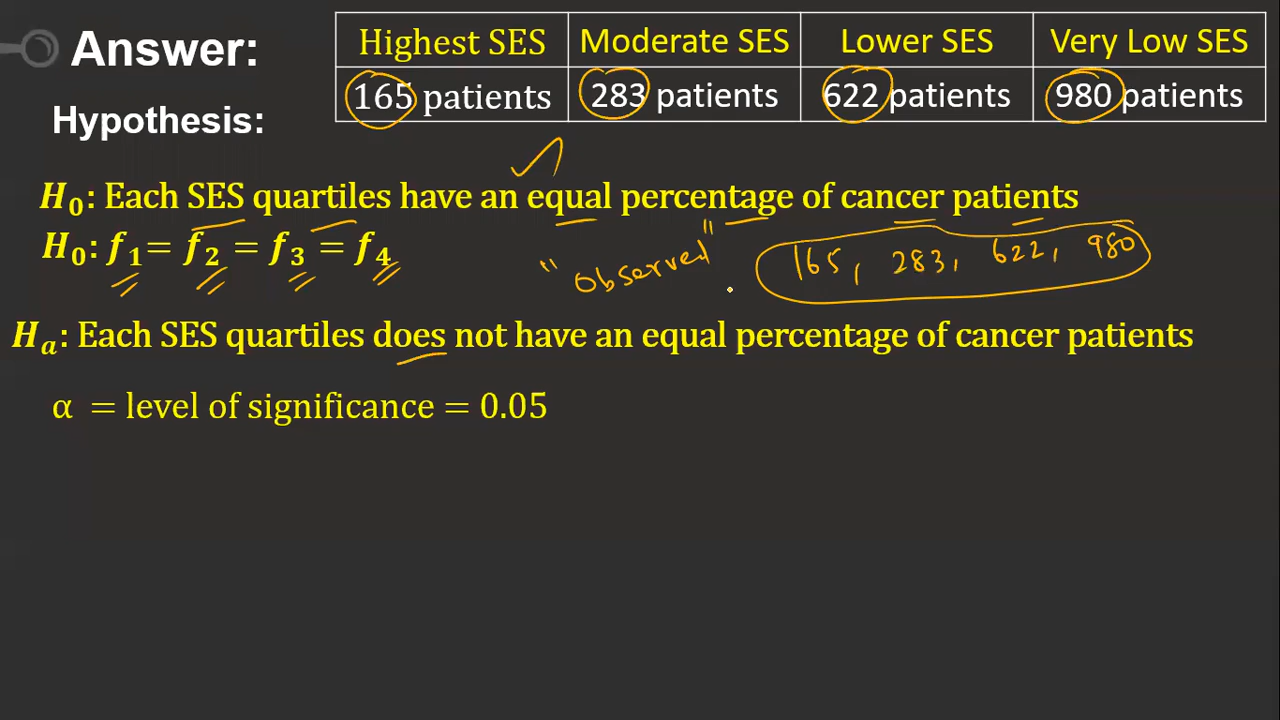 Answer:
Highest SES Moderate SES Lower SES Very Low SES
165 patients 283 patients 622 patients 980 patients
Hypothesis:
H₀: Each SES quartiles have an equal percentage of cancer patients
H₀: f₁= f₂ = f₃ = f₄
"Observed" 165, 283, 622, 980
Hₐ: Each SES quartiles does not have an equal percentage of cancer patients
α = level of significance = 0.05